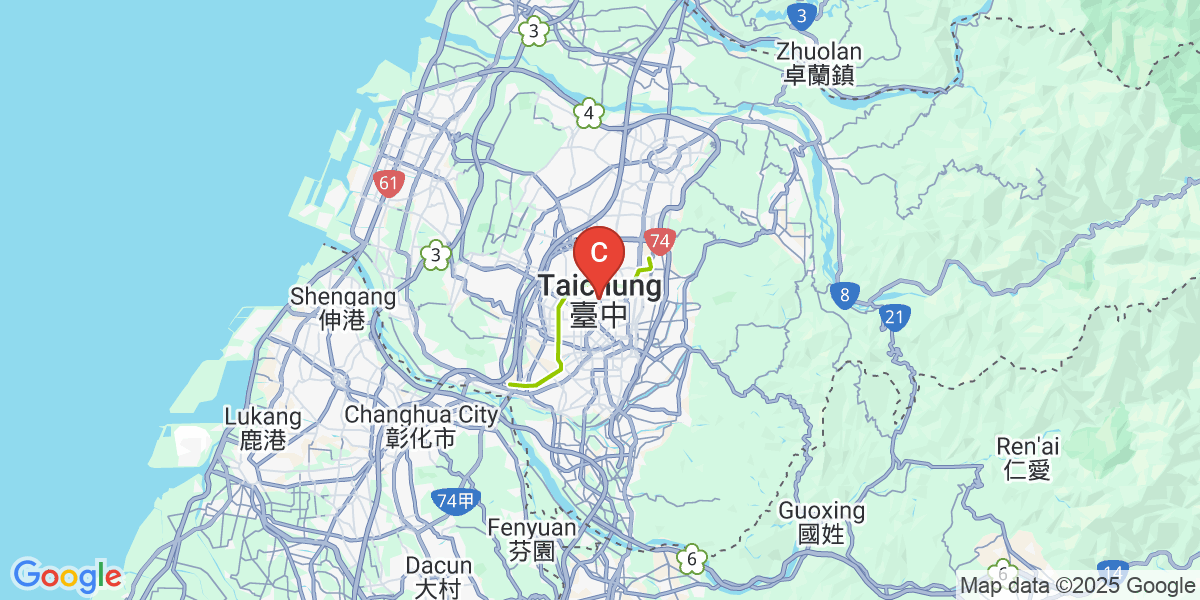 3
3
Zhuolan
卓蘭鎮
4
61
74
C
3
Taichung
臺中
Shengang
伸港
8
21
Lukang
鹿港
Changhua City
彰化市
Ren'ai
仁愛
74甲
Fenyuan
芬園
Guoxing
國姓
6
Dacun
大村
6
14
Google
Map data ©2025 Google